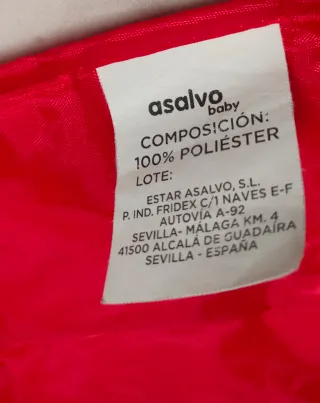 asalvo
baby
COMPOSICIÓN:
100% POLIÉSTER
LOTE:
ESTAR ASALVO, S.L.
P. IND. FRIDEX C/1 NAVES E-F
AUTOVÍA A-92
SEVILLA- MÁLAGA KM. 4
41500 ALCALÁ DE GUADAÍRA
SEVILLA - ESPAÑA